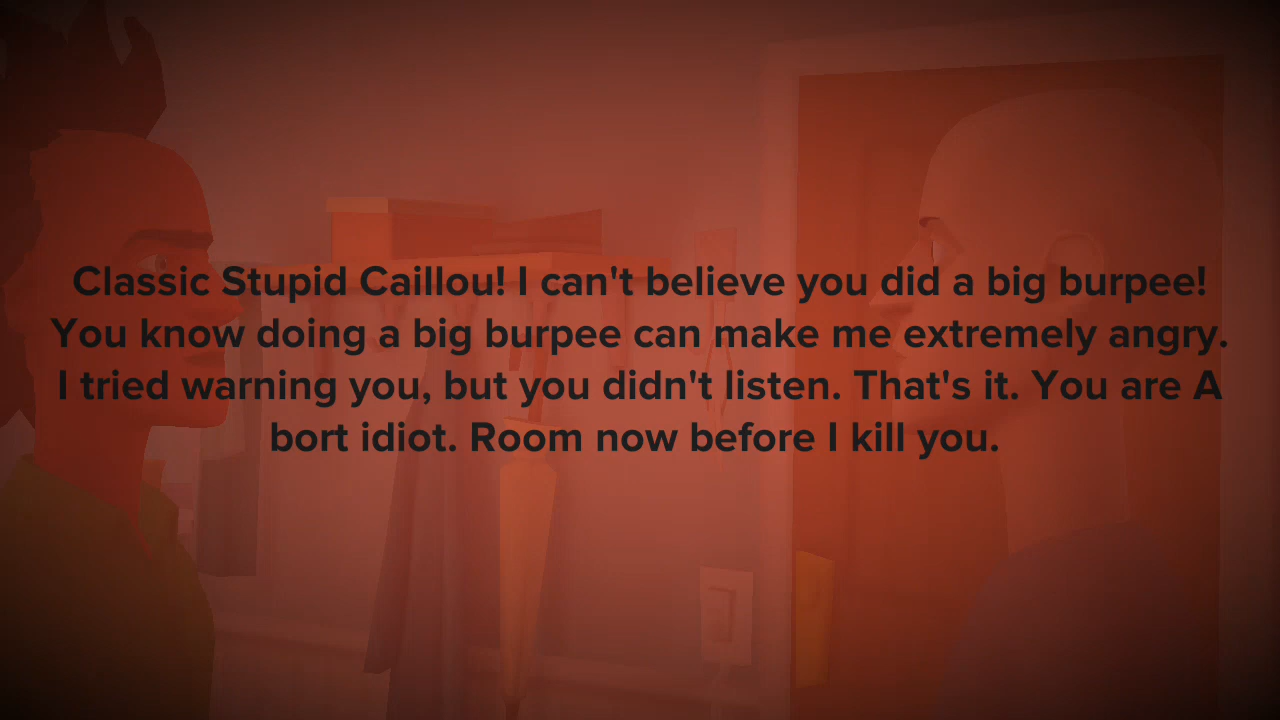 Classic Stupid Caillou! I can't believe you did a big burpee!
You know doing a big burpee can make me extremely angry.
I tried warning you, but you didn't listen. That's it. You are A
bort idiot. Room now before I kill you.